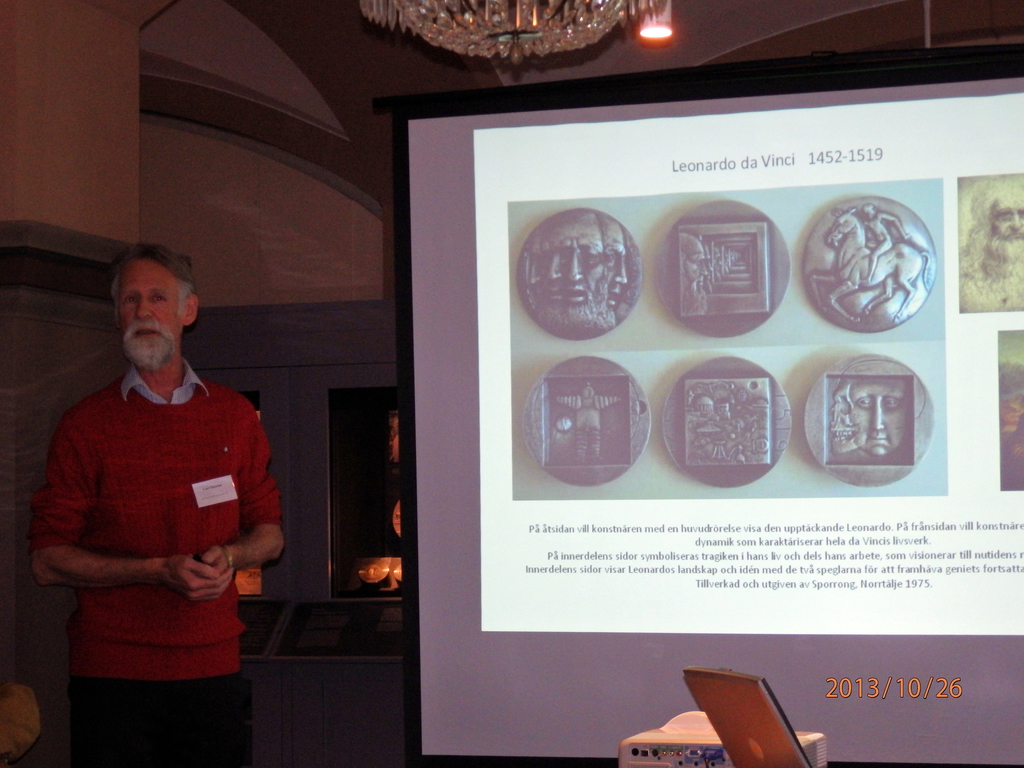 Leonardo da Vinci 1452-1519
På åtsidan vill konstnären med en huvudrörelse visa den upptäckande Leonardo. På frånsidan vill konstnäre
dynamik som karaktäriserar hela da Vincis livsverk.
På innerdelens sidor symboliseras tragiken i hans liv och dels hans arbete, som visionerar till nutidens
Innerdelens sidor visar Leonardos landskap och idén med de två speglarna för att framhäva geniets fortsatta
Tillverkad och utgiven av Sporrong, Norrtälje 1975.
2013/10/26